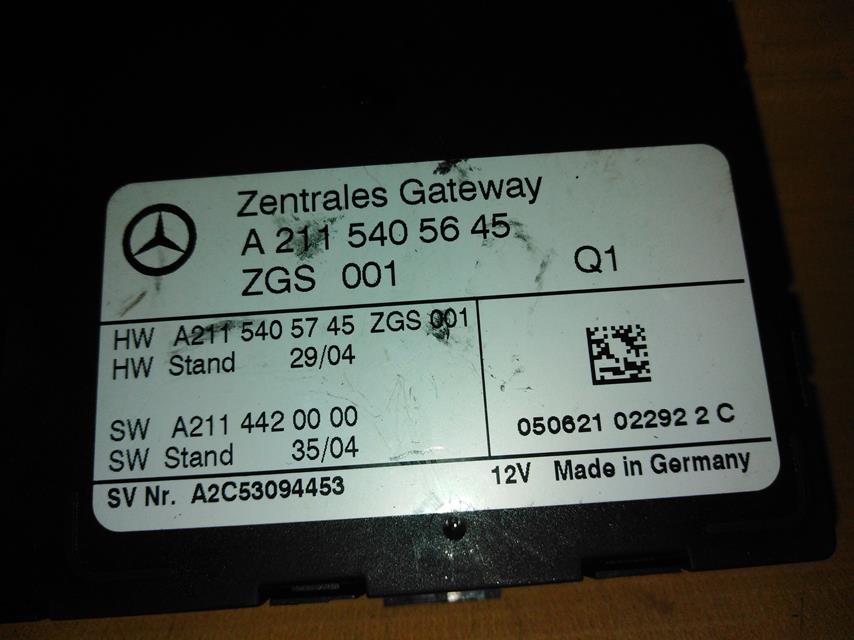 Zentrales Gateway
A 211 540 56 45
ZGS 001 Q1
HW A211 540 57 45 ZGS 001
HW Stand 29/04
SW A211 442 00 00
SW Stand 35/04
050621 02292 2 C
SV Nr. A2C53094453
12V Made in Germany